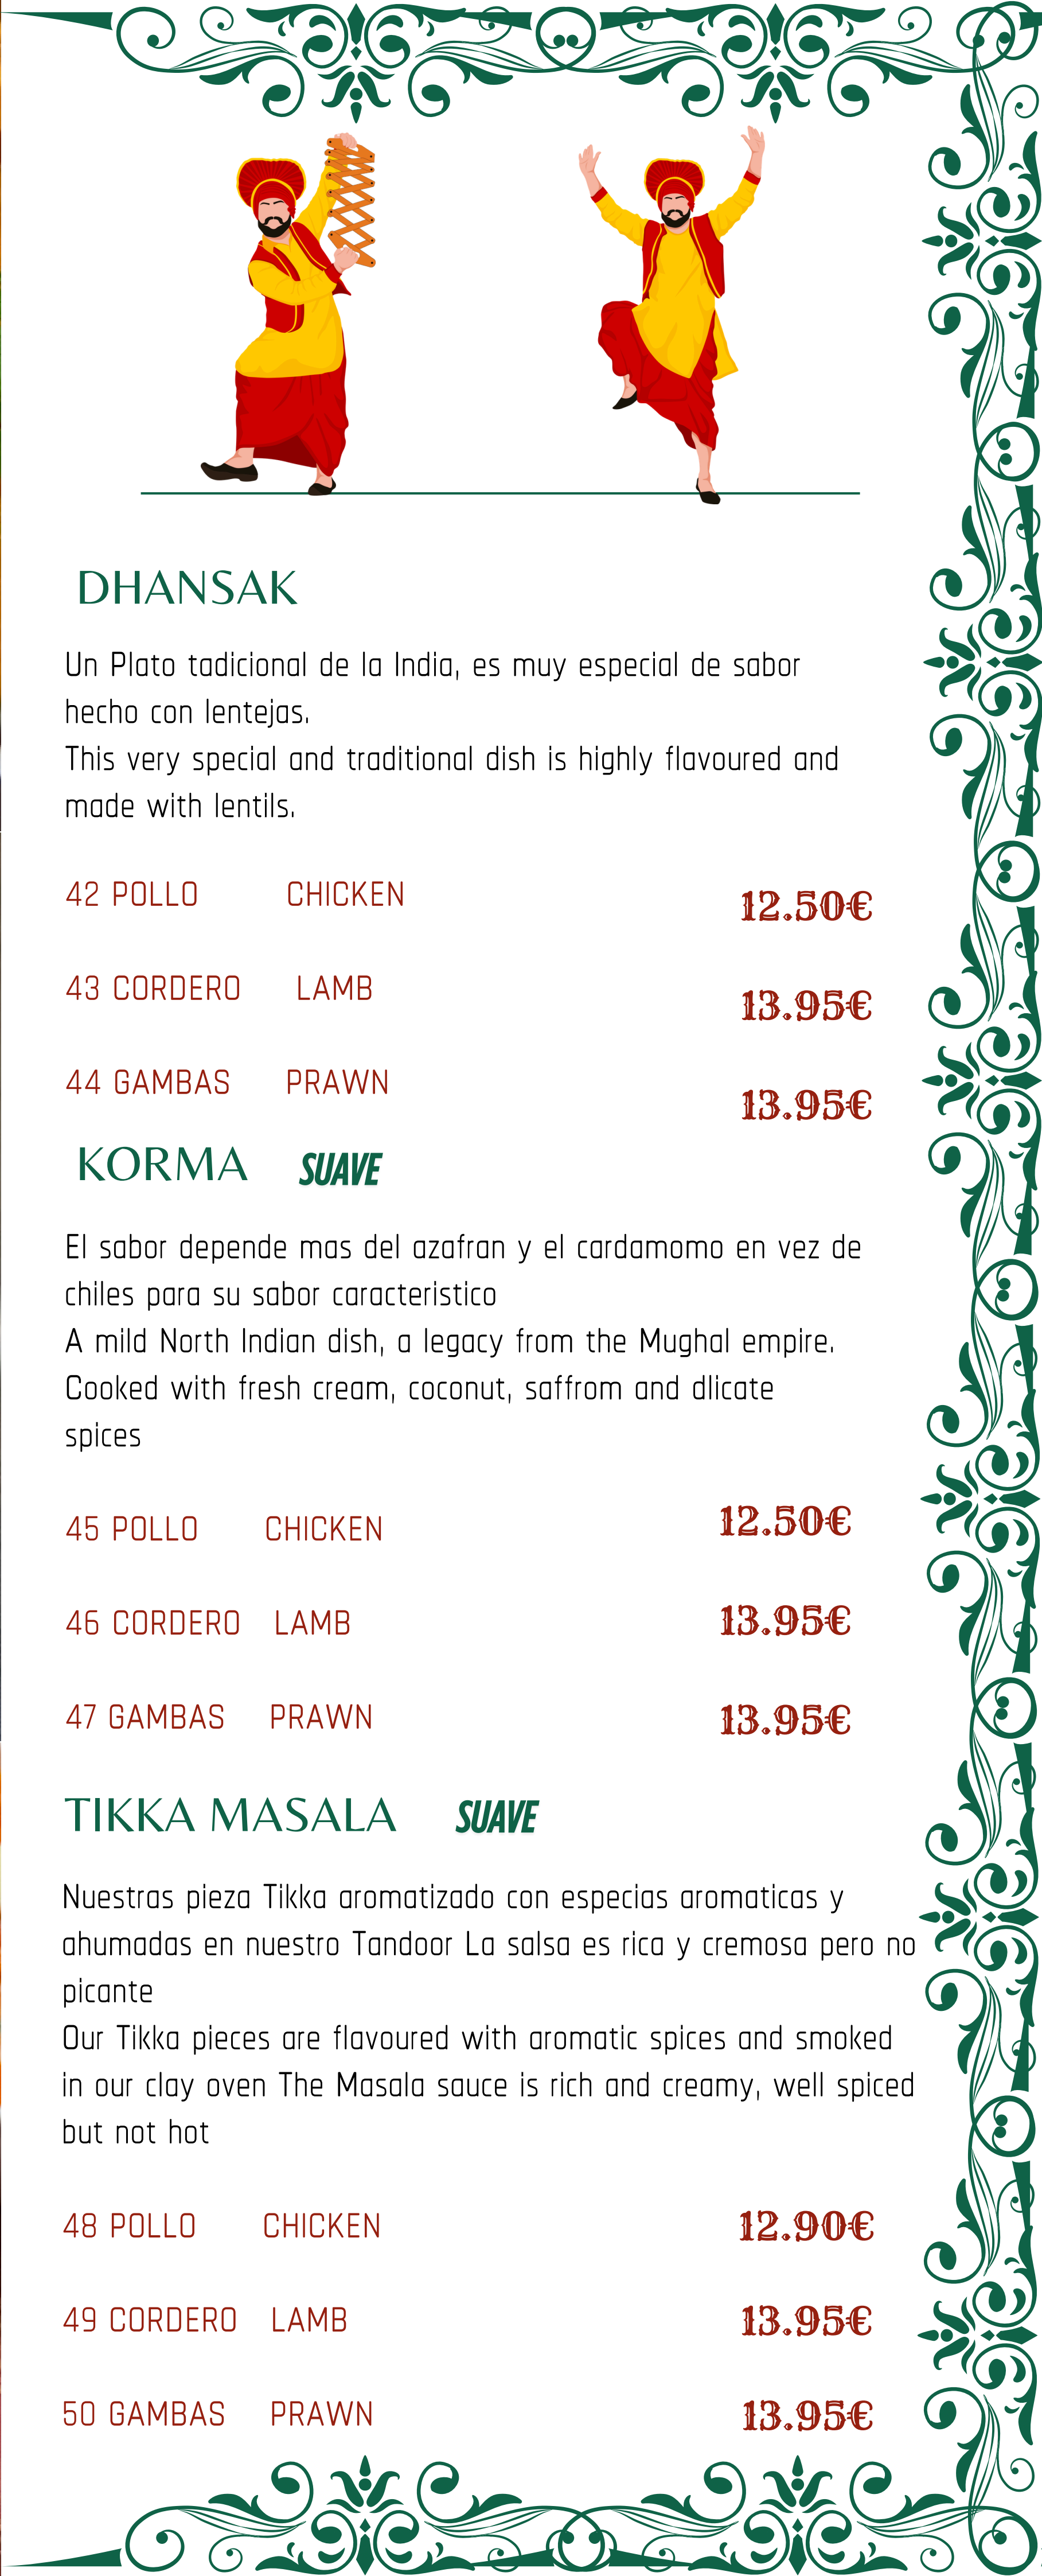 DHANSAK
Un Plato tadicional de la India, es muy especial de sabor
hecho con lentejas.
This very special and traditional dish is highly flavoured and
made with lentils.
42 POLLO CHICKEN 12.50€
43 CORDERO LAMB 13.95€
44 GAMBAS PRAWN 13.95€
KORMA SUAVE
El sabor depende mas del azafran y el cardamomo en vez de
chiles para su sabor caracteristico
A mild North Indian dish, a legacy from the Mughal empire.
Cooked with fresh cream, coconut, saffrom and dlicate
spices
45 POLLO CHICKEN 12.50€
46 CORDERO LAMB 13.95€
47 GAMBAS PRAWN 13.95€
TIKKA MASALA SUAVE
Nuestras pieza Tikka aromatizado con especias aromaticas y
ahumadas en nuestro Tandoor La salsa es rica y cremosa pero no
picante
Our Tikka pieces are flavoured with aromatic spices and smoked
in our clay oven The Masala sauce is rich and creamy, well spiced
but not hot
48 POLLO CHICKEN 12.90€
49 CORDERO LAMB 13.95€
50 GAMBAS PRAWN 13.95€